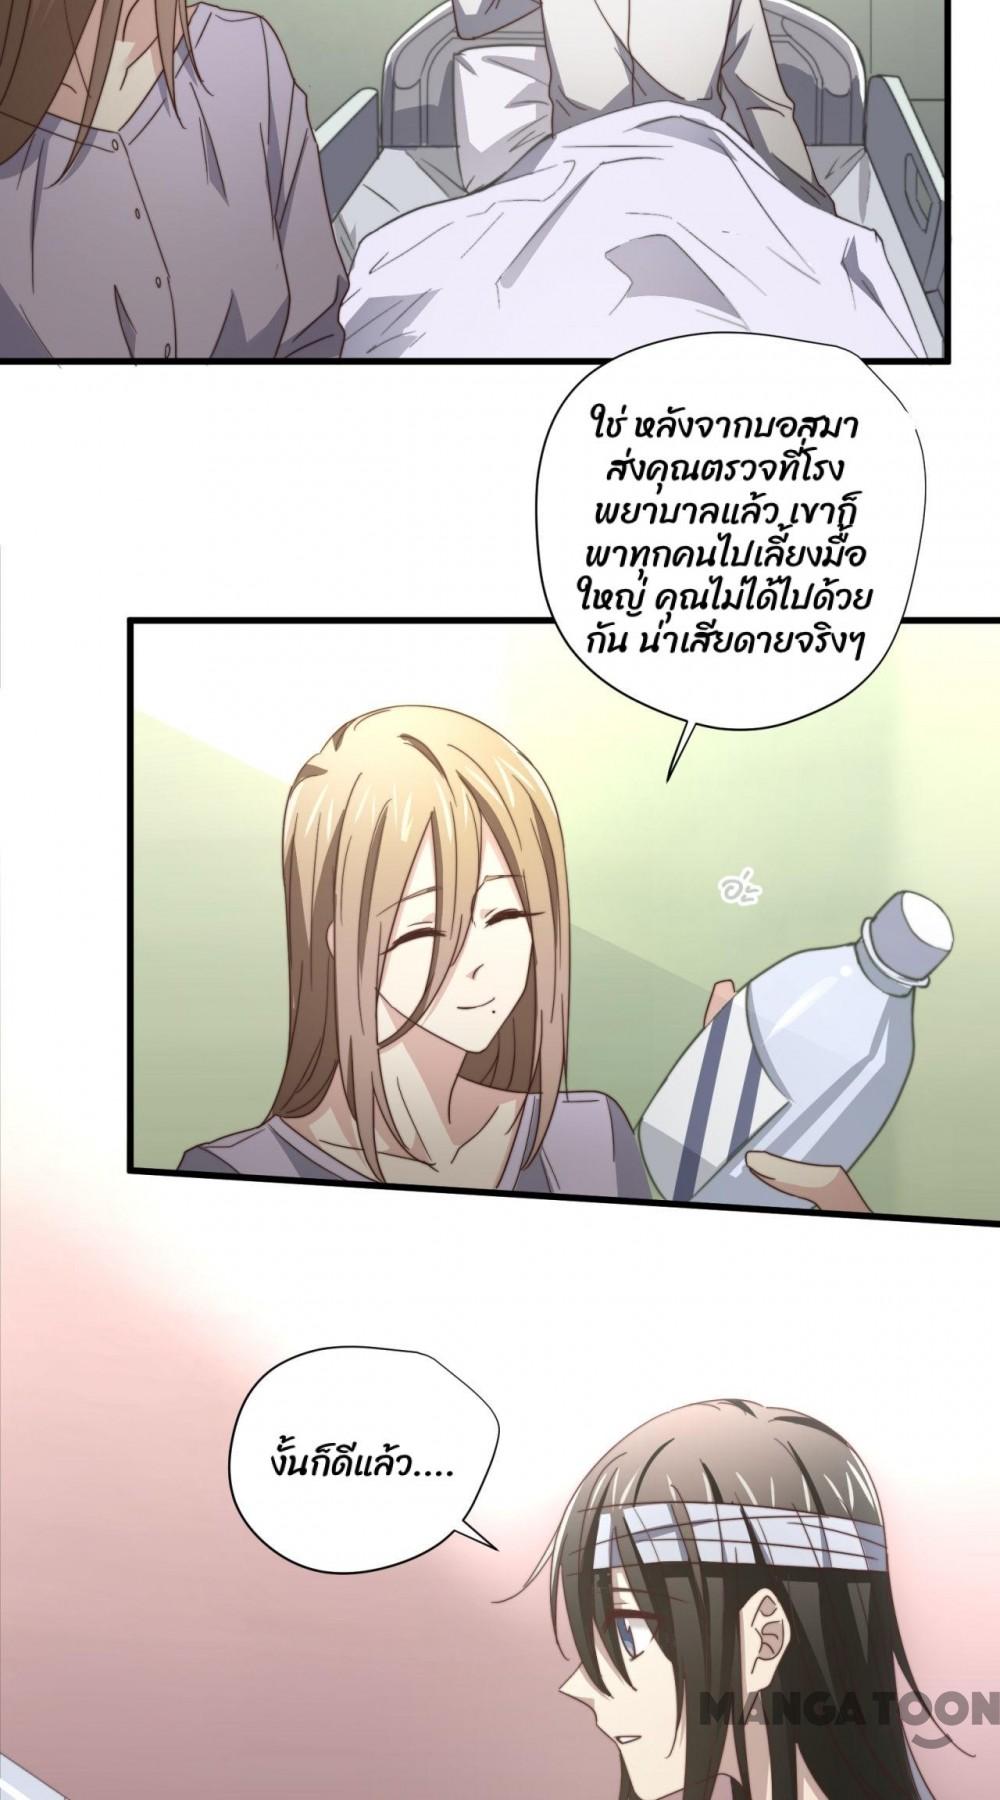 ใช่ หลังจากบอสมา
ส่งคุณตรวจที่โรง
พยาบาลแล้ว เขาก็
พาทุกคนไปเลี้ยงมื้อ
ใหญ่ คุณไม่ได้ไปด้วย
กัน น่าเสียดายจริงๆ
อ่ะ
งั้นก็ดีแล้ว....
MANGATOON